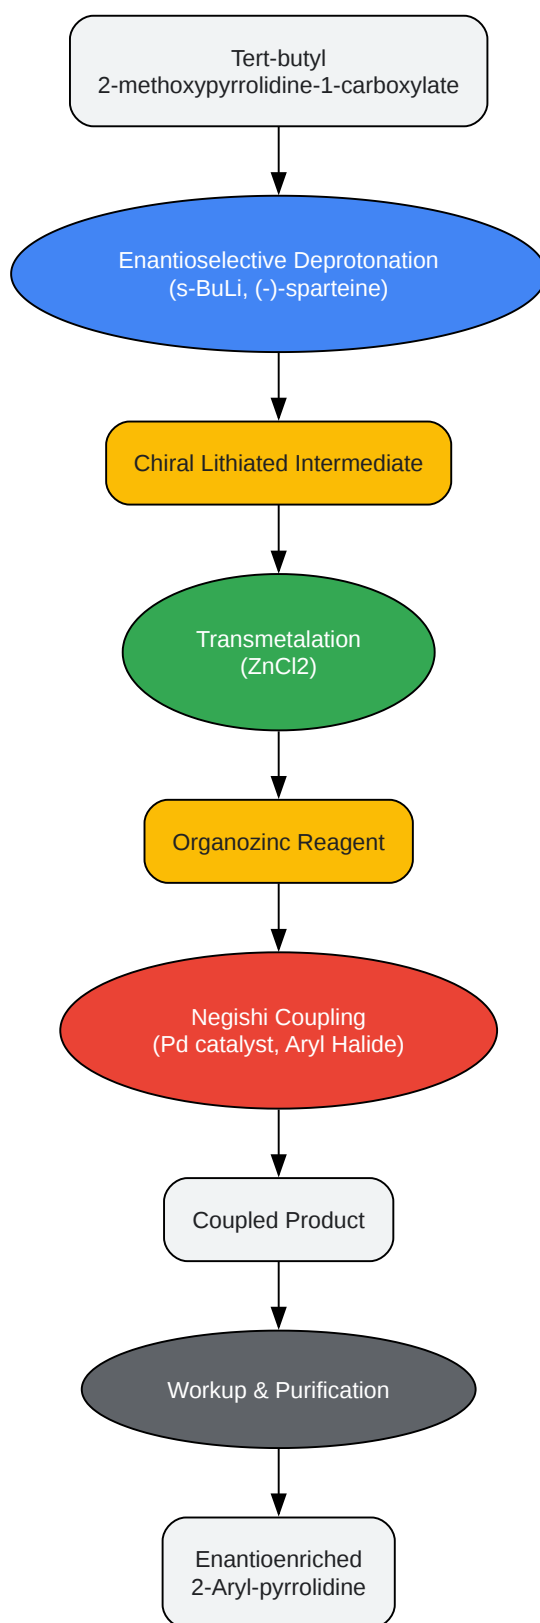 Tert-butyl
2-methoxypyrrolidine-1-carboxylate
Enantioselective Deprotonation
(s-BuLi, (-)-sparteine)
Chiral Lithiated Intermediate
Transmetalation
(ZnCl2)
Organozinc Reagent
Negishi Coupling
(Pd catalyst, Aryl Halide)
Coupled Product
Workup & Purification
Enantioenriched
2-Aryl-pyrrolidine